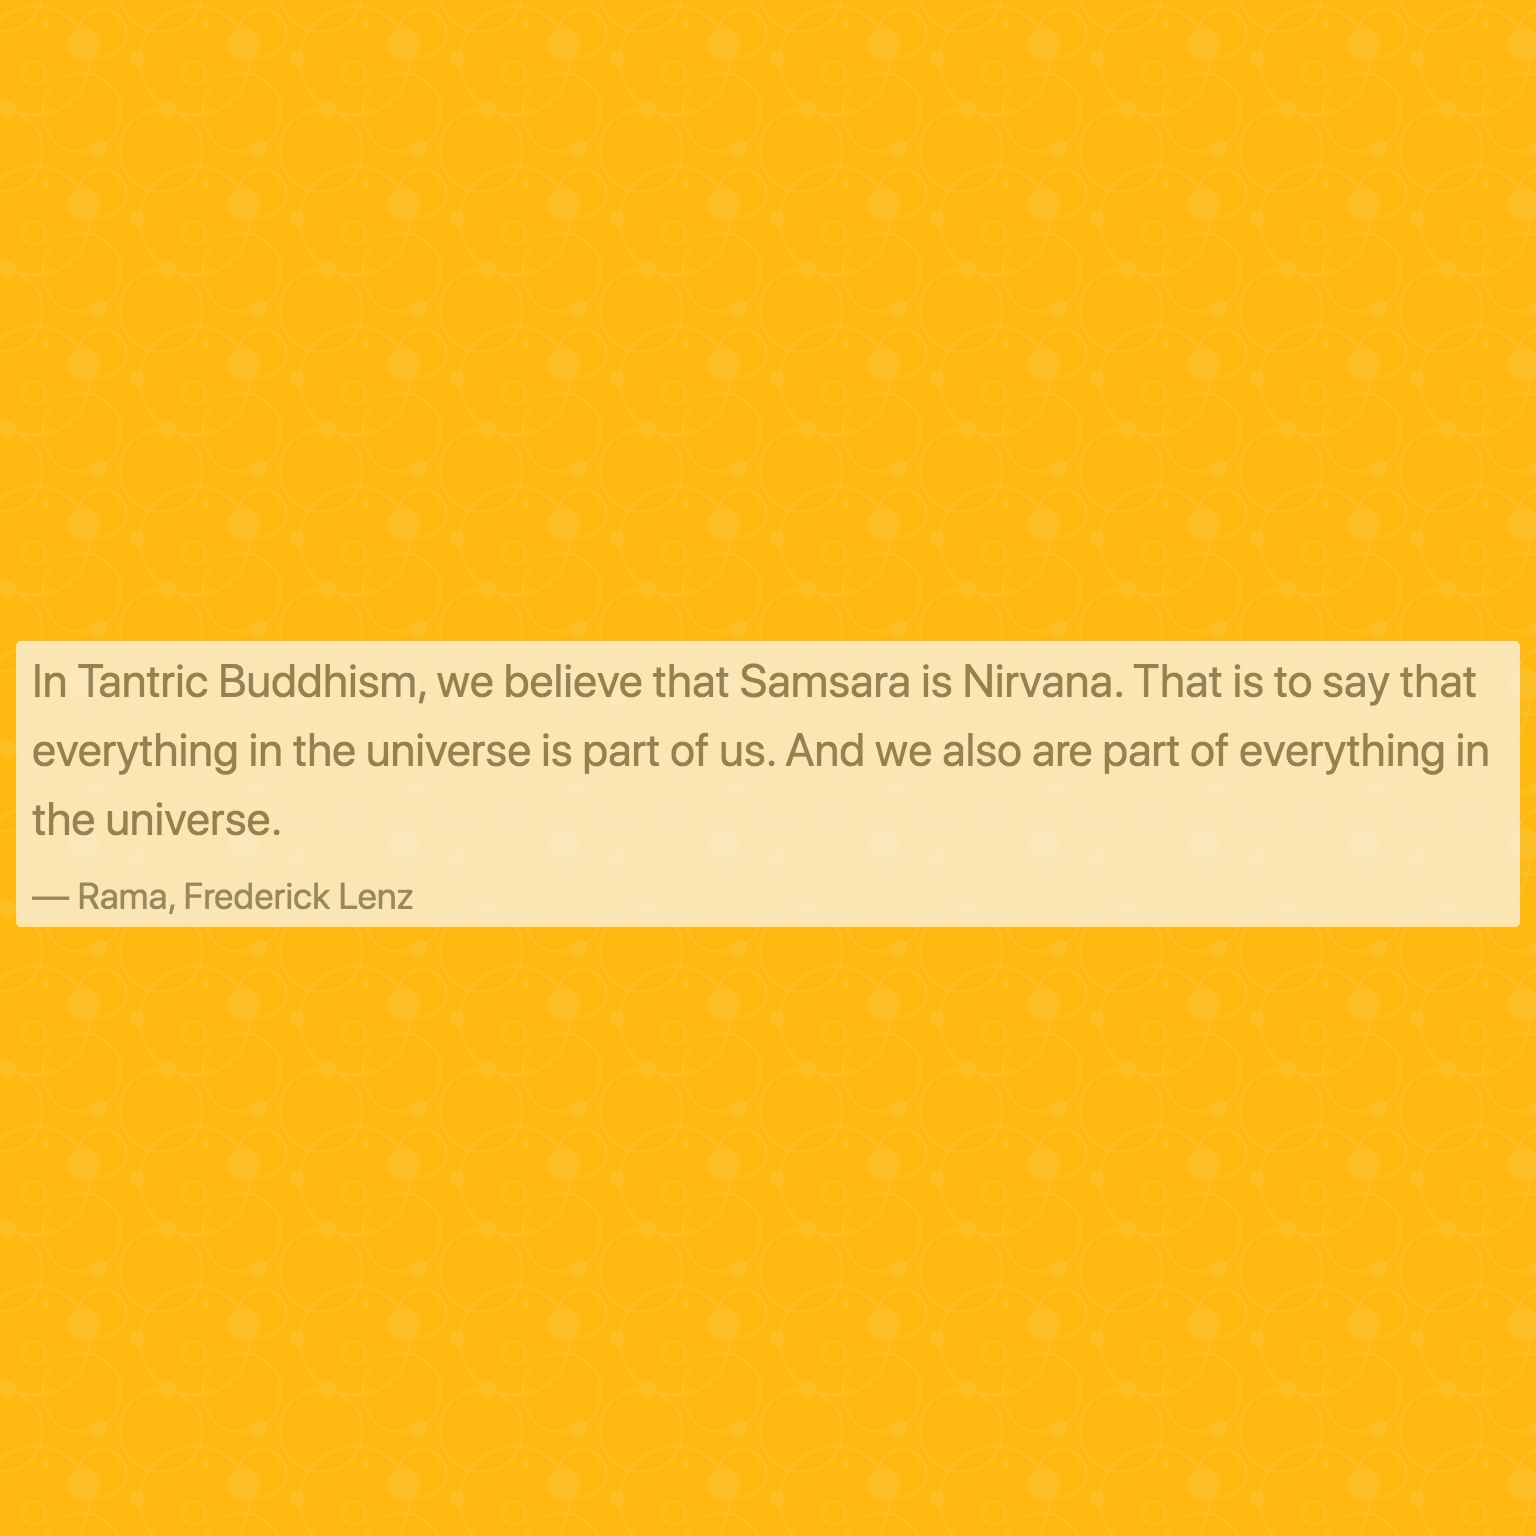 In Tantric Buddhism, we believe that Samsara is Nirvana. That is to say that
everything in the universe is part of us. And we also are part of everything in
the universe.
— Rama, Frederick Lenz